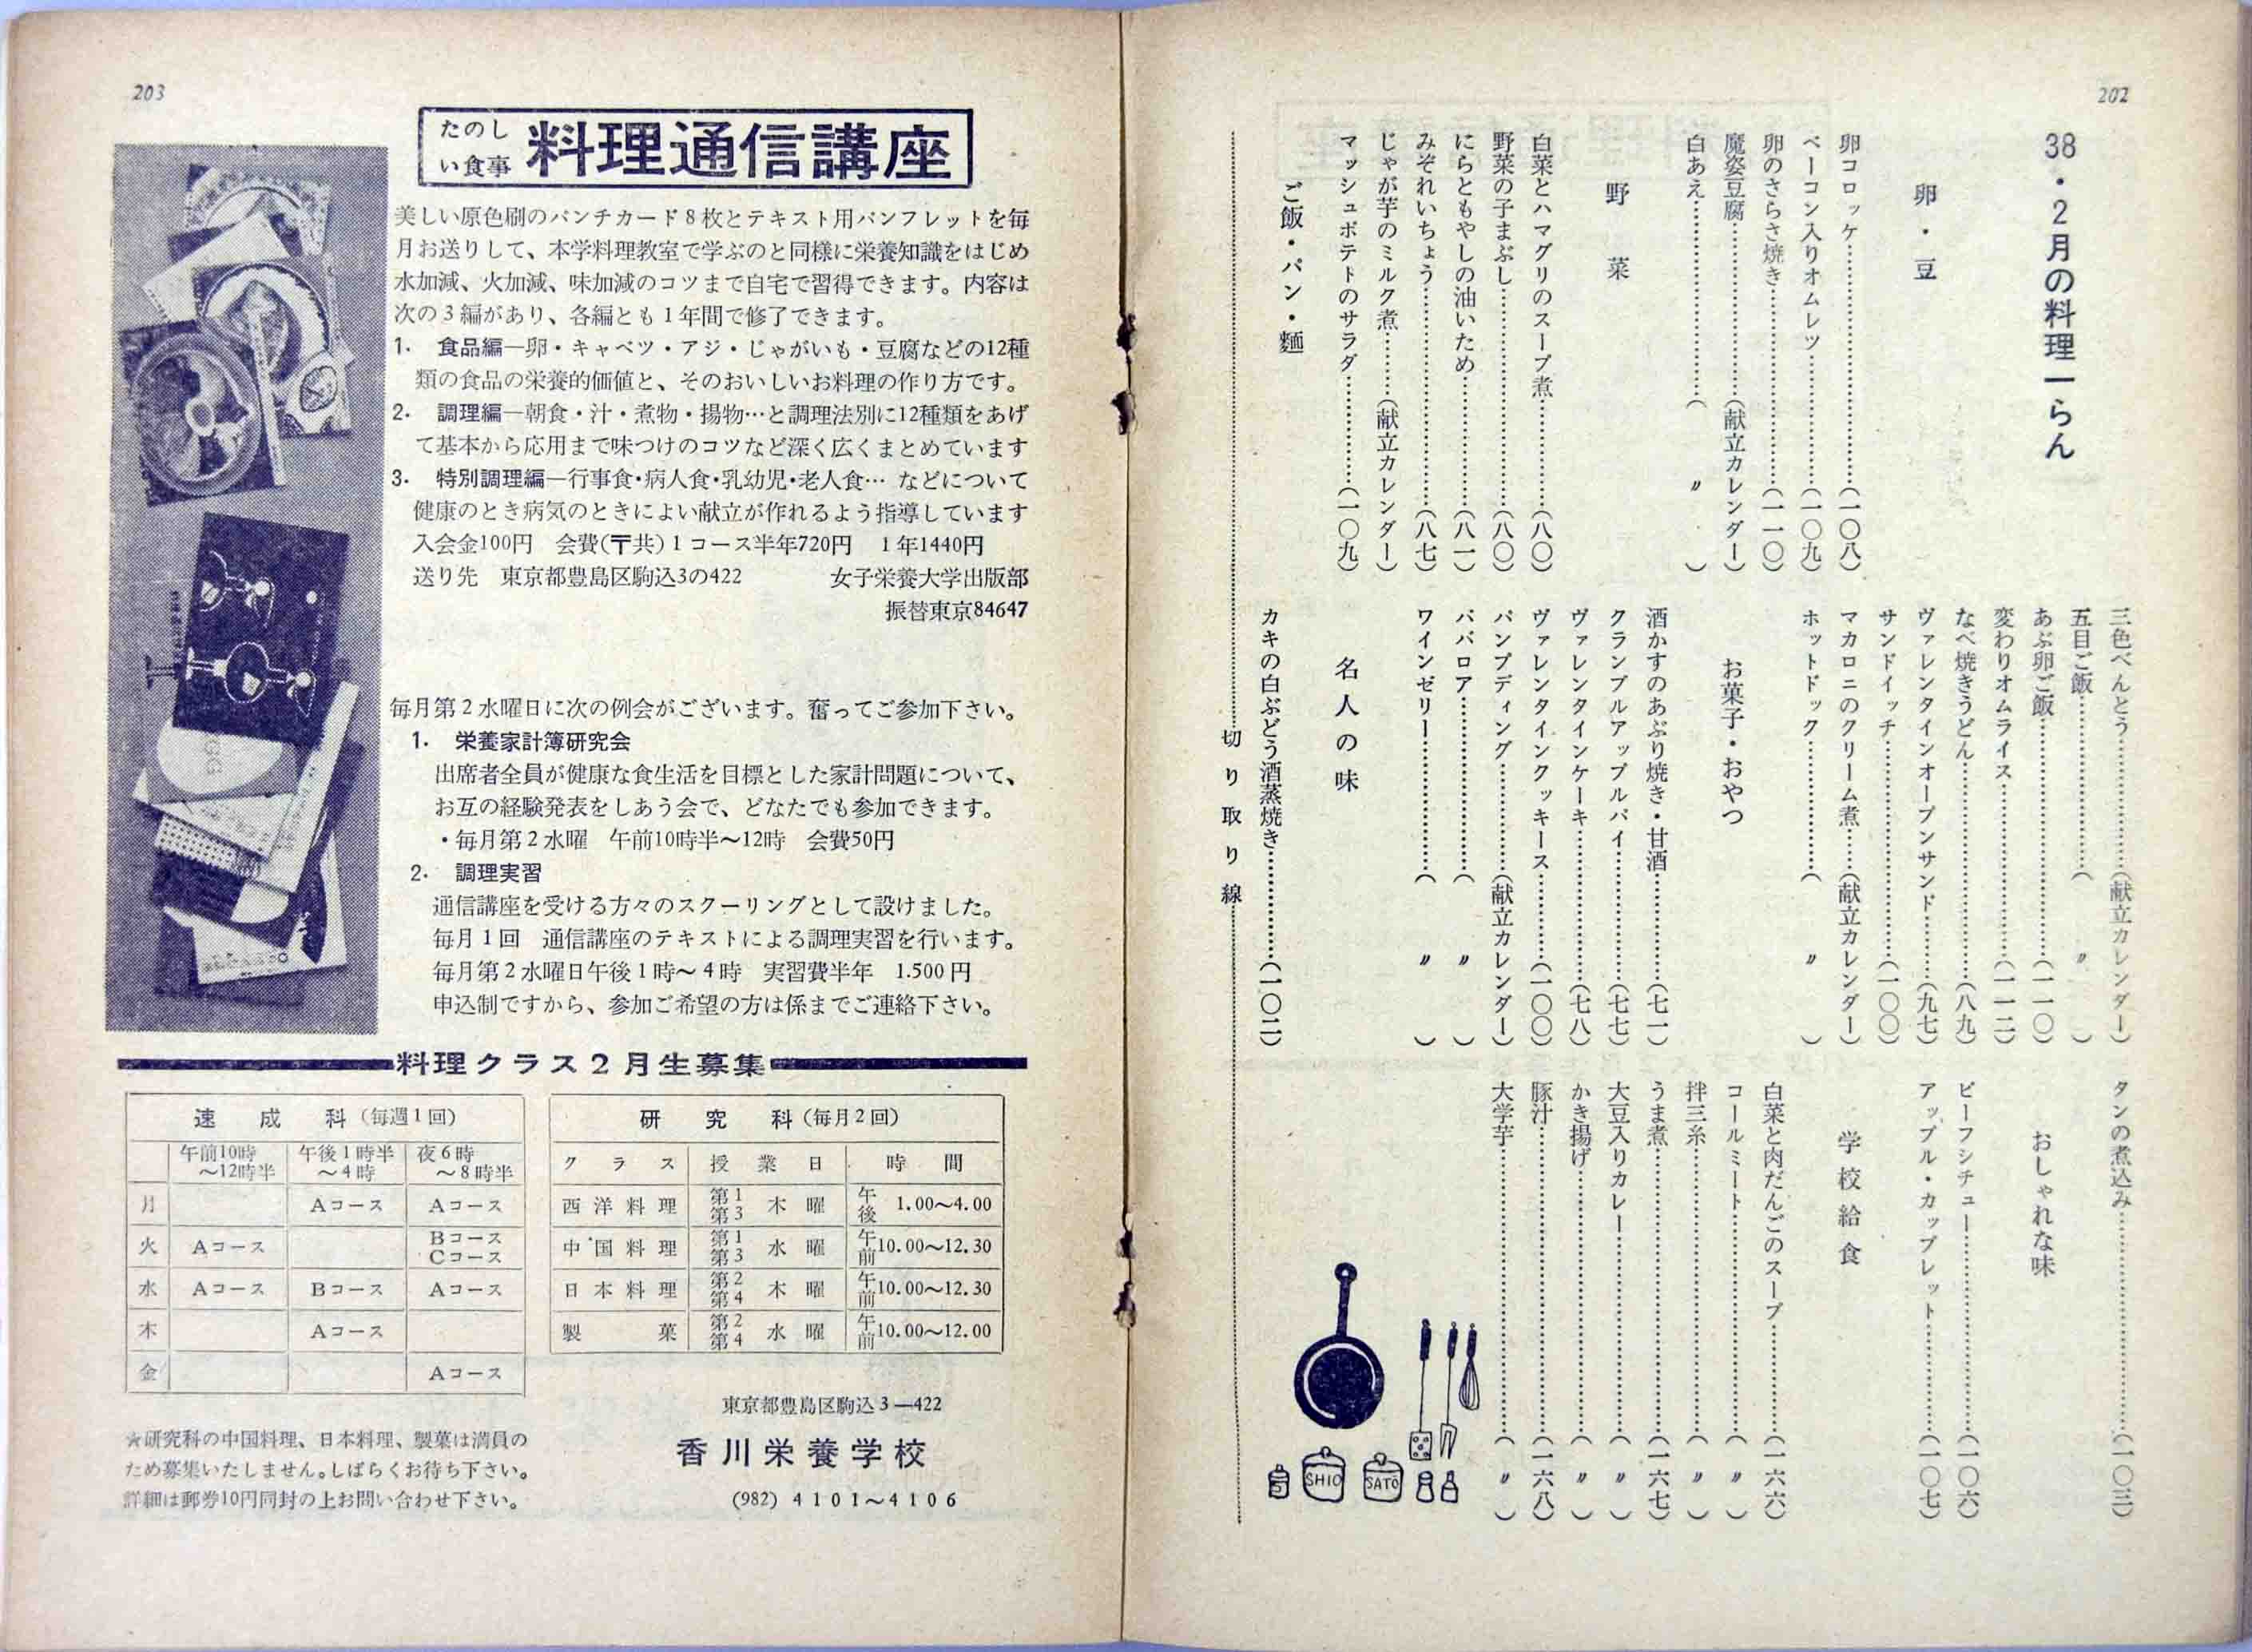 202
38・2月の料理一らん
卵・豆
卵コロッケ……………………(一〇八)
ベーコン入りオムレツ…………(一〇九)
卵のさらさ焼き…………………(一一〇)
魔姿豆腐……………(献立カレンダー)
白あえ…………………(　〃　)
野菜
白菜とハマグリのスープ煮………(八〇)
野菜の子まぶし…………………(八〇)
にらともやしの油いため…………(八一)
みぞれいちょう…………………(八七)
じゃが芋のミルク煮……(献立カレンダー)
マッシュポテトのサラダ…………(一〇九)
ご飯・パン・麺
三色べんとう…………(献立カレンダー)
五目ご飯………………(　〃　)
あぶ卵ご飯………………………(一一〇)
変わりオムライス………………(一一二)
なべ焼きうどん…………………(八九)
ヴァレンタインオープンサンド……(九七)
サンドイッチ……………………(一〇〇)
マカロニのクリーム煮……(献立カレンダー)
ホットドック……………(　〃　)
お菓子・おやつ
酒かすのあぶり焼き・甘酒………(七一)
クランブルアップルパイ…………(七七)
ヴァレンタインケーキ……………(七八)
ヴァレンタインクッキース………(一〇〇)
パンプディング…………(献立カレンダー)
ババロア………………(　〃　)
ワインゼリー……………(　〃　)
名人の味
カキの白ぶどう酒蒸焼き…………(一〇二)
タンの煮込み……………………(一〇三)
おしゃれな味
ビーフシチュー…………………(一〇六)
アップル・カップレット…………(一〇七)
学校給食
白菜と肉だんごのスープ…………(一六六)
コールミート……………………(　〃　)
拌三糸……………………………(　〃　)
うま煮……………………………(一六七)
大豆入りカレー…………………(　〃　)
かき揚げ…………………………(　〃　)
豚汁………………………………(一六八)
大学芋……………………………(　〃　)
SHIO
SATŌ
切り取り線
203
たのし
い食事
料理通信講座
美しい原色刷のパンチカード8枚とテキスト用パンフレットを毎
月お送りして、本学料理教室で学ぶのと同様に栄養知識をはじめ
水加減、火加減、味加減のコツまで自宅で習得できます。内容は
次の3編があり、各編とも1年間で修了できます。
1. 食品編—卵・キャベツ・アジ・じゃがいも・豆腐などの12種
類の食品の栄養的価値と、そのおいしいお料理の作り方です。
2. 調理編—朝食・汁・煮物・揚物…と調理法別に12種類をあげ
て基本から応用まで味つけのコツなど深く広くまとめています
3. 特別調理編—行事食・病人食・乳幼児・老人食… などについて
健康のとき病気のときによい献立が作れるよう指導しています
入会金100円　会費(〒共)1コース半年720円　1年1440円
送り先　東京都豊島区駒込3の422　女子栄養大学出版部
振替東京84647
毎月第2水曜日に次の例会がございます。奮ってご参加下さい。
1. 栄養家計簿研究会
出席者全員が健康な食生活を目標とした家計問題について、
お互の経験発表をしあう会で、どなたでも参加できます。
・毎月第2水曜　午前10時半〜12時　会費50円
2. 調理実習
通信講座を受ける方々のスクーリングとして設けました。
毎月1回　通信講座のテキストによる調理実習を行います。
毎月第2水曜日午後1時〜4時　実習費半年　1.500円
申込制ですから、参加ご希望の方は係までご連絡下さい。
料理クラス2月生募集
速成科(毎週1回)
午前10時〜12時半　午後1時半〜4時　夜6時〜8時半
月　Aコース　Aコース
火　Aコース　Bコース Cコース
水　Aコース　Bコース　Aコース
木　Aコース
金　Aコース
研究科(毎月2回)
クラス　授業日　時間
西洋料理　第1第3木曜　午後 1.00〜4.00
中国料理　第1第3水曜　午前10.00〜12.30
日本料理　第2第4木曜　午前10.00〜12.30
製菓　第2第4水曜　午前10.00〜12.00
☆研究科の中国料理、日本料理、製菓は満員の
ため募集いたしません。しばらくお待ち下さい。
詳細は郵券10円同封の上お問い合わせ下さい。
東京都豊島区駒込3—422
香川栄養学校
(982) 4101〜4106